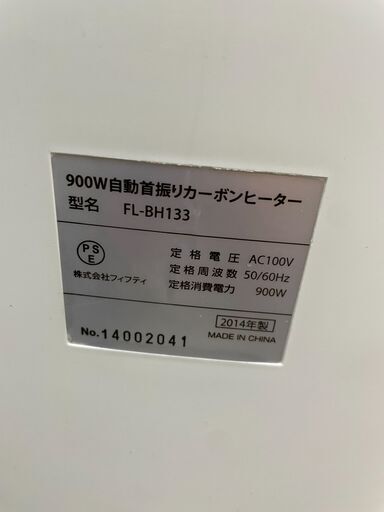 900W自動首振りカーボンヒーター
型名 FL-BH133
PSE
株式会社フィフティ
定格電圧 AC100V
定格周波数 50/60Hz
定格消費電力 900W
No.14002041
2014年製
MADE IN CHINA